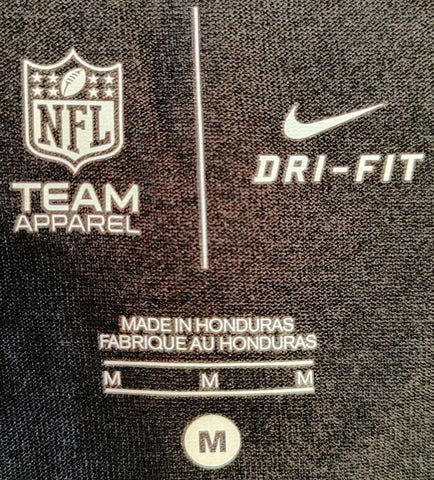 NFL
TEAM
APPAREL
DRI-FIT
MADE IN HONDURAS
FABRIQUE AU HONDURAS
M M M
M